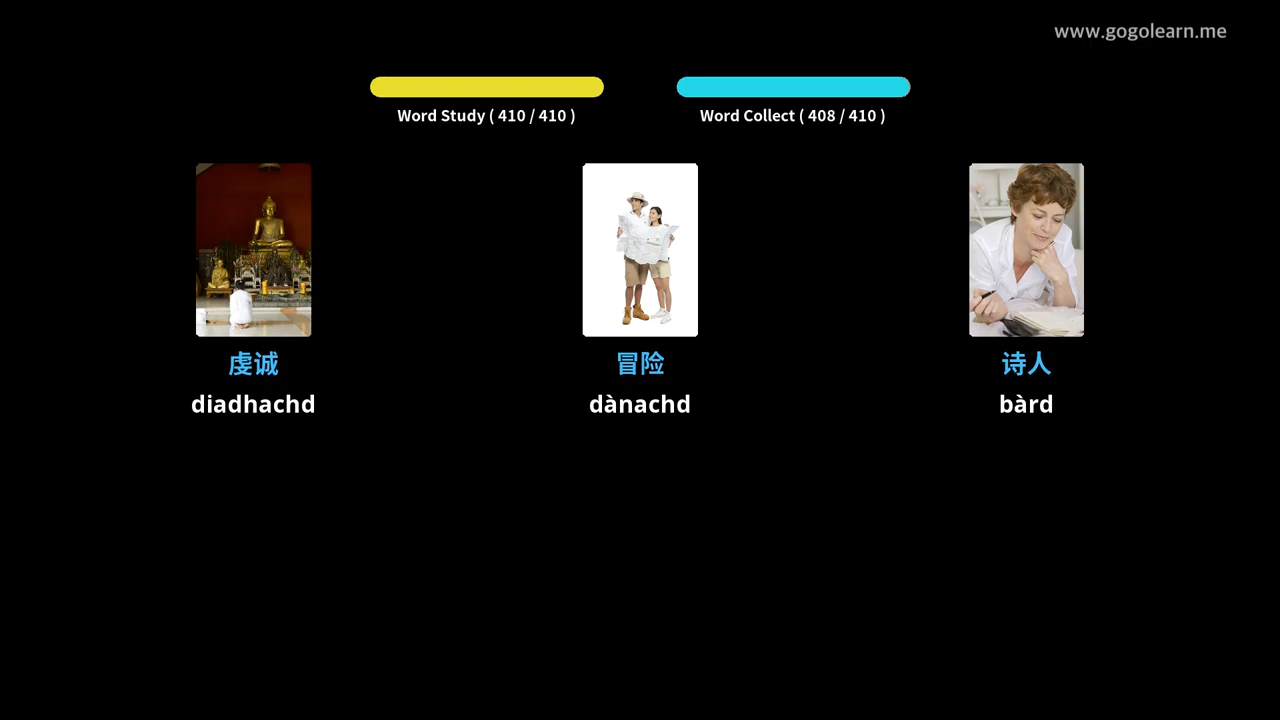 www.gogolearn.me
Word Study ( 410 / 410 )
Word Collect ( 408 / 410 )
虔诚
冒险
诗人
diadhachd
dànachd
bàrd